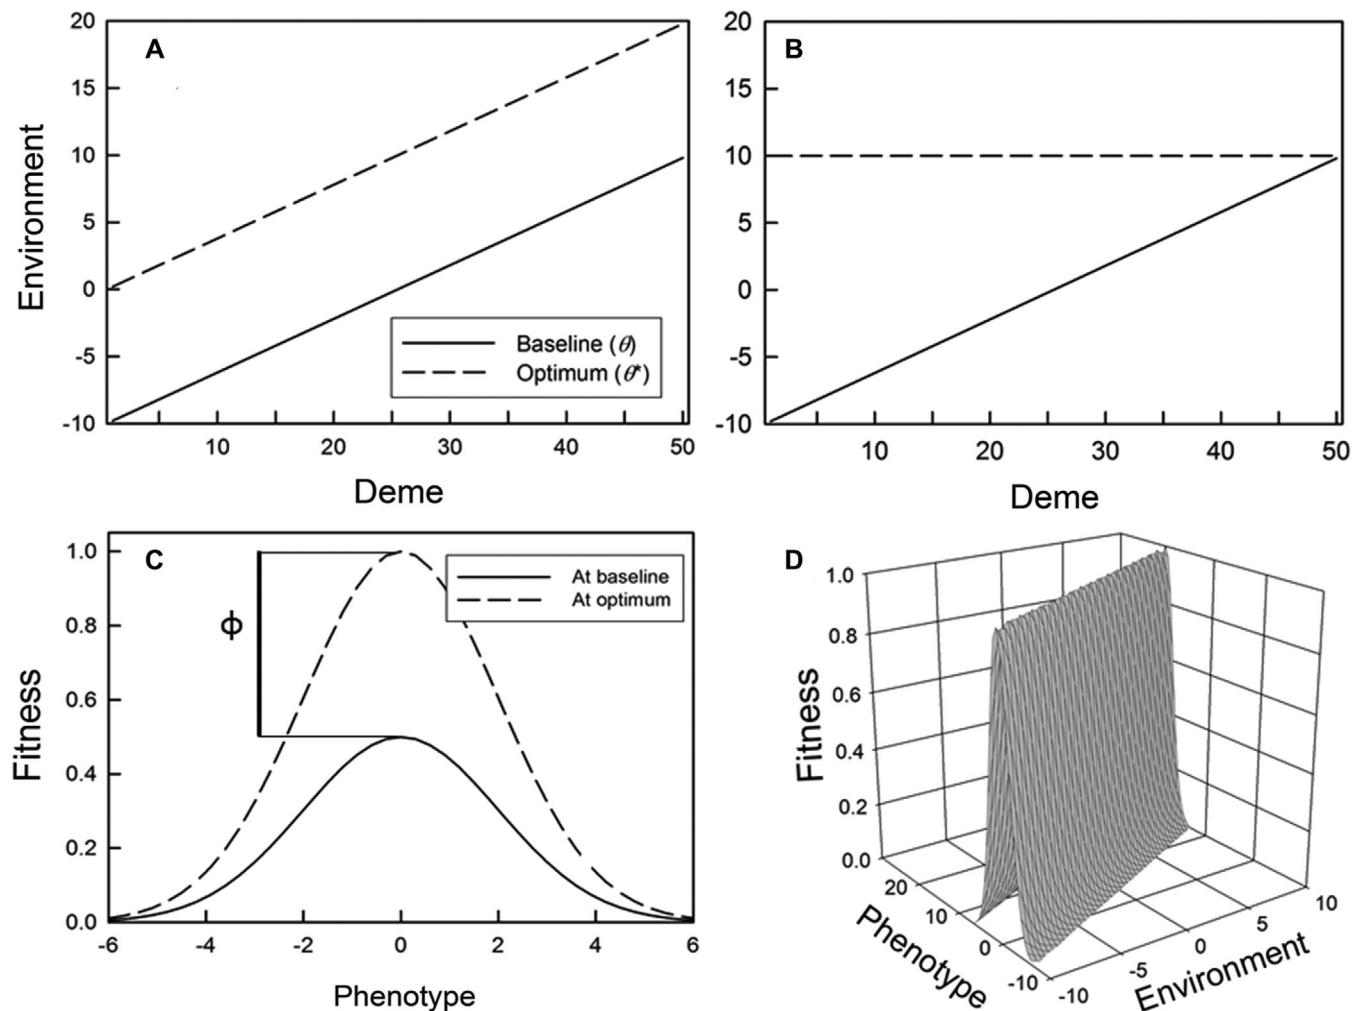 A
20
15
10
5
0
-5
-10
Environment
Baseline (θ)
Optimum (θ*)
10 20 30 40 50
Deme
B
20
15
10
5
0
-5
-10
10 20 30 40 50
Deme
C
1.0
0.8
0.6
0.4
0.2
0.0
Fitness
ϕ
At baseline
At optimum
-6 -4 -2 0 2 4 6
Phenotype
D
1.0
0.8
0.6
0.4
0.2
0.0
Fitness
20
10
0
-10
Phenotype
-10
-5
0
5
10
Environment